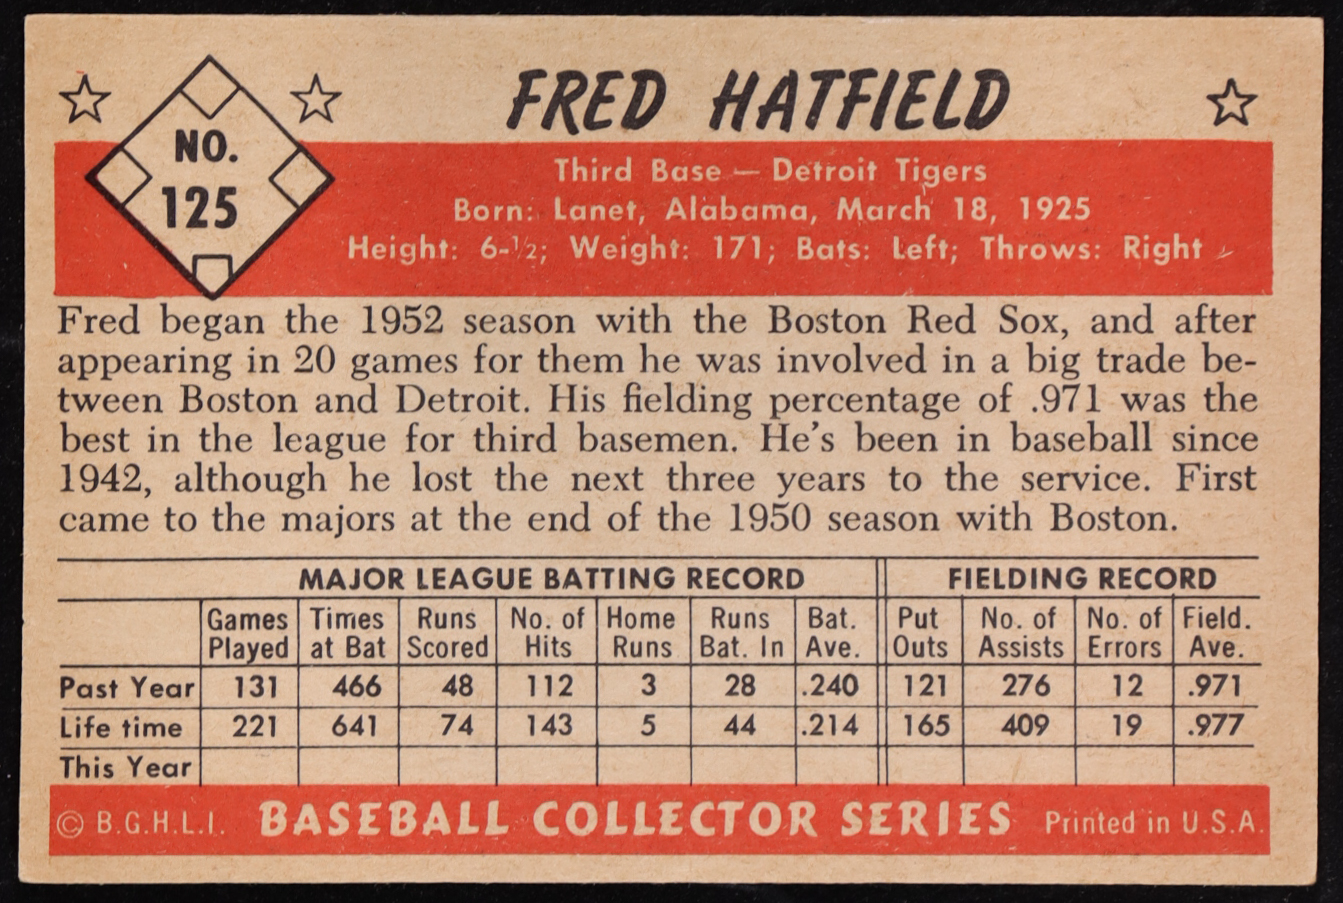 FRED HATFIELD
NO.
125
Third Base — Detroit Tigers
Born: Lanet, Alabama, March 18, 1925
Height: 6-½; Weight: 171; Bats: Left; Throws: Right
Fred began the 1952 season with the Boston Red Sox, and after
appearing in 20 games for them he was involved in a big trade be-
tween Boston and Detroit. His fielding percentage of .971 was the
best in the league for third basemen. He's been in baseball since
1942, although he lost the next three years to the service. First
came to the majors at the end of the 1950 season with Boston.
MAJOR LEAGUE BATTING RECORD FIELDING RECORD
Games Times Runs No. of Home Runs Bat. Put No. of No. of Field.
Played at Bat Scored Hits Runs Bat. In Ave. Outs Assists Errors Ave.
Past Year 131 466 48 112 3 28 .240 121 276 12 .971
Life time 221 641 74 143 5 44 .214 165 409 19 .977
This Year
© B.G.H.L.I. BASEBALL COLLECTOR SERIES Printed in U.S.A.